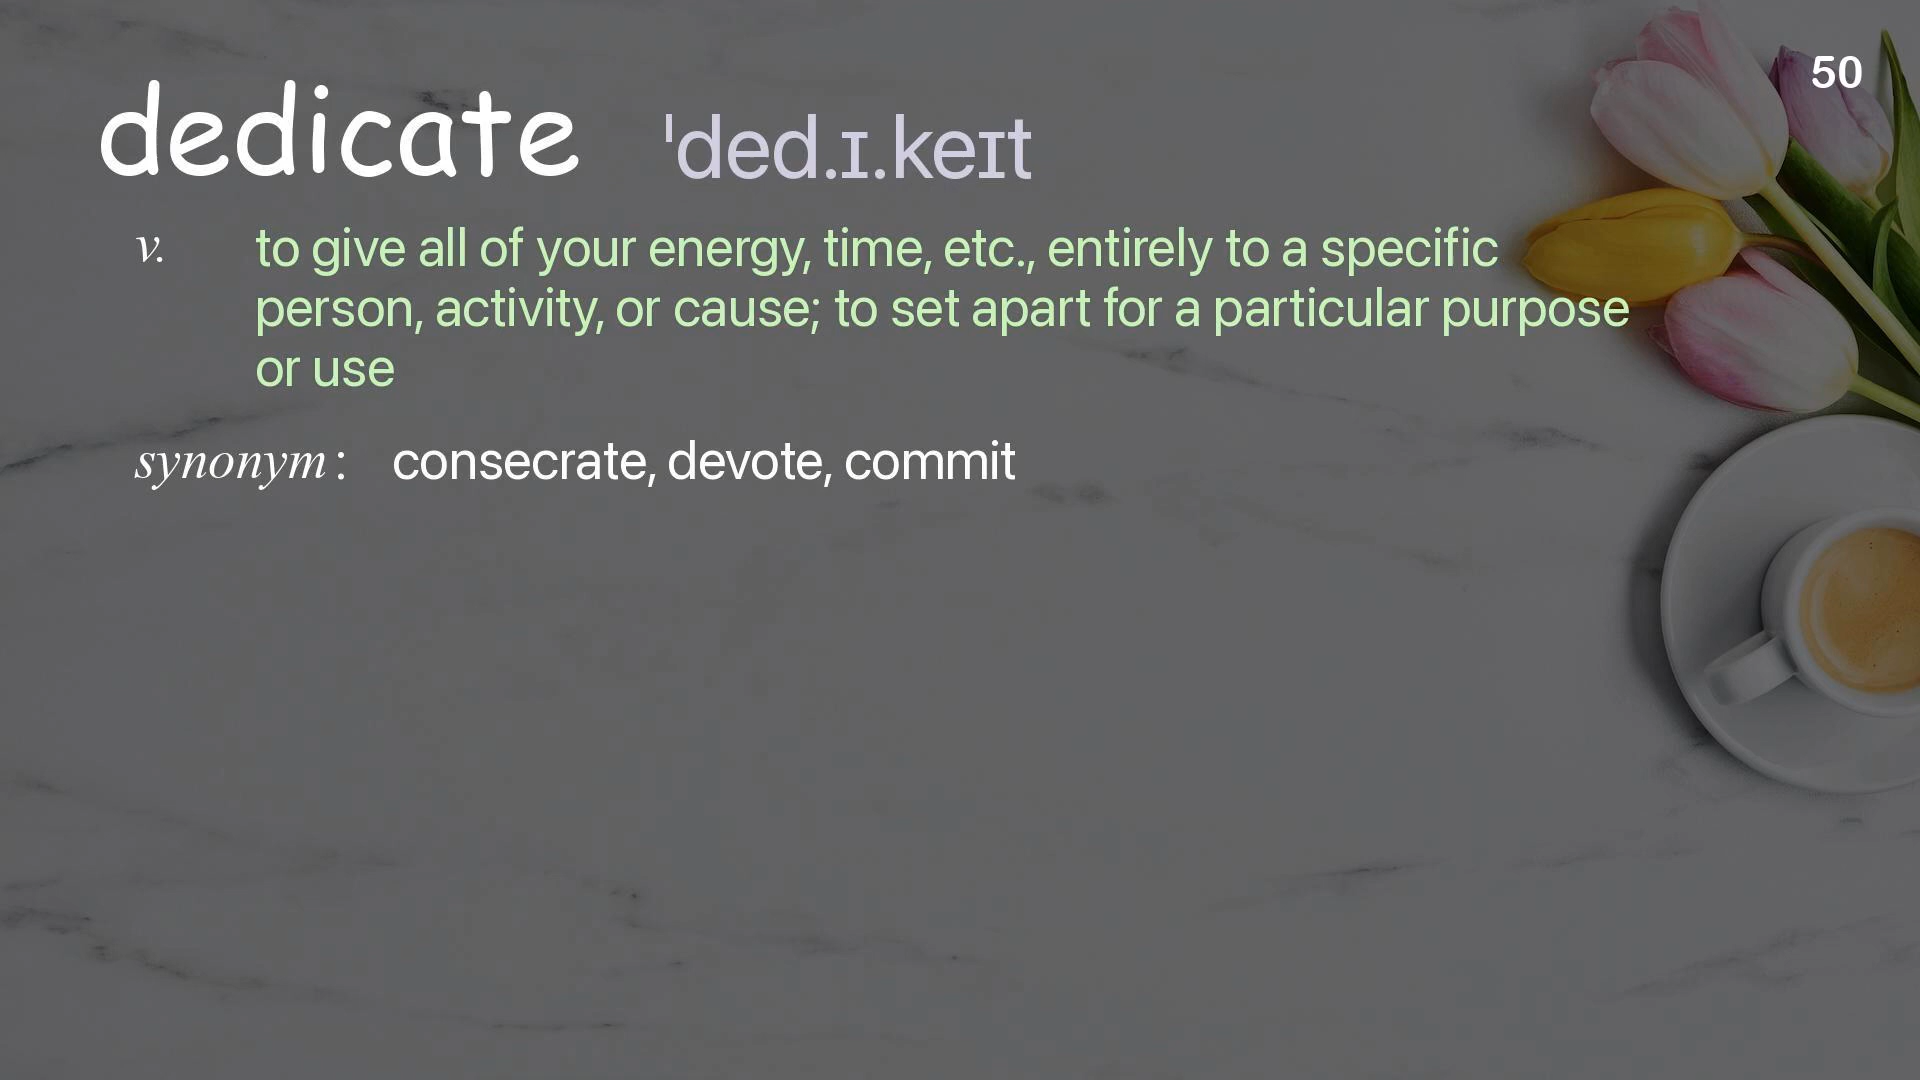 50
dedicate ˈded.ɪ.keɪt
v. to give all of your energy, time, etc., entirely to a specific
person, activity, or cause; to set apart for a particular purpose
or use
synonym : consecrate, devote, commit